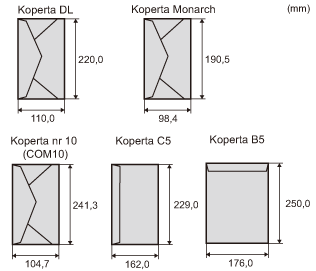 Koperta DL
Koperta Monarch
(mm)
220,0
190,5
110,0
98,4
Koperta nr 10
(COM10)
Koperta C5
Koperta B5
241,3
229,0
250,0
104,7
162,0
176,0